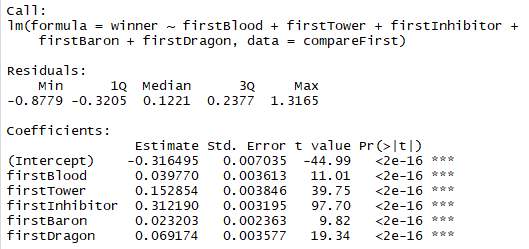 Call:
lm(formula = winner ~ firstBlood + firstTower + firstInhibitor +
    firstBaron + firstDragon, data = compareFirst)
Residuals:
    Min      1Q  Median      3Q     Max
-0.8779 -0.3205  0.1221  0.2377  1.3165
Coefficients:
                Estimate Std. Error t value Pr(>|t|)
(Intercept)    -0.316495   0.007035  -44.99   <2e-16 ***
firstBlood      0.039770   0.003613   11.01   <2e-16 ***
firstTower      0.152854   0.003846   39.75   <2e-16 ***
firstInhibitor  0.312190   0.003195   97.70   <2e-16 ***
firstBaron      0.023203   0.002363    9.82   <2e-16 ***
firstDragon     0.069174   0.003577   19.34   <2e-16 ***